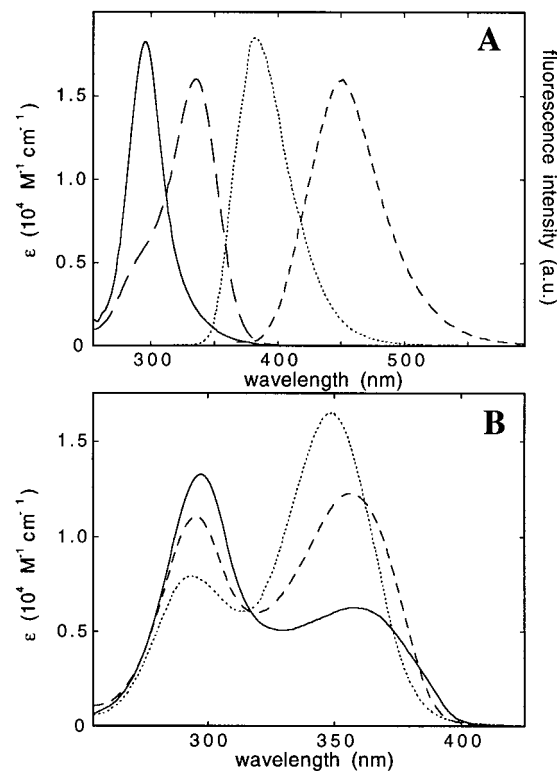 A
ε (10⁴ M⁻¹ cm⁻¹)
1.5
1.0
0.5
0
fluorescence intensity (a.u.)
300 400 500
wavelength (nm)
B
ε (10⁴ M⁻¹ cm⁻¹)
1.5
1.0
0.5
0
300 350 400
wavelength (nm)